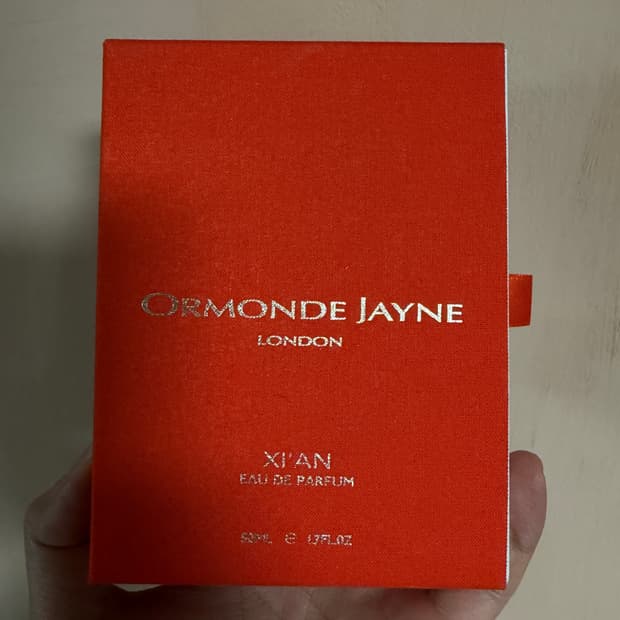 ORMONDE JAYNE
LONDON
XI'AN
EAU DE PARFUM
50ML ℮ 1.7FL.OZ